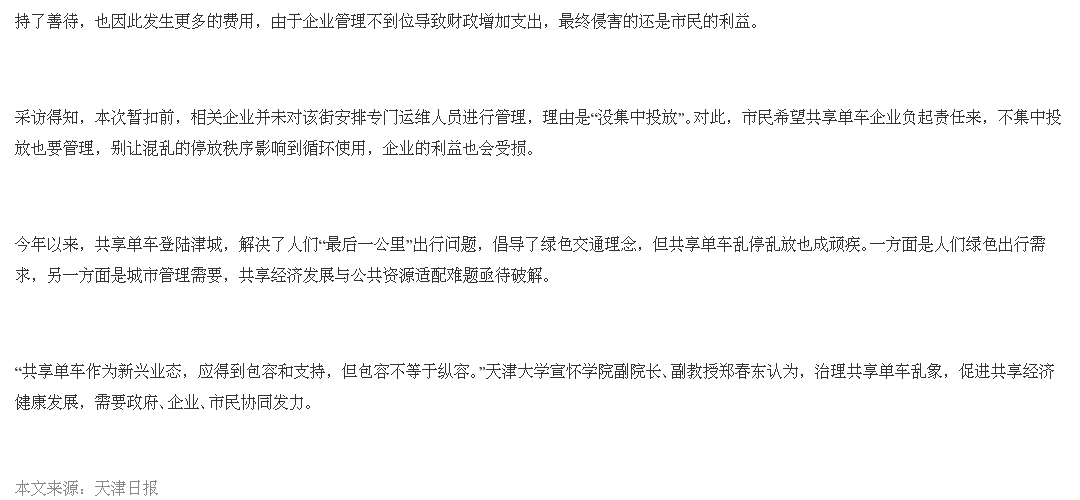 持了善待，也因此发生更多的费用，由于企业管理不到位导致财政增加支出，最终侵害的还是市民的利益。
采访得知，本次暂扣前，相关企业并未对该街安排专门运维人员进行管理，理由是“没集中投放”。对此，市民希望共享单车企业负起责任来，不集中投
放也要管理，别让混乱的停放秩序影响到循环使用，企业的利益也会受损。
今年以来，共享单车登陆津城，解决了人们“最后一公里”出行问题，倡导了绿色交通理念，但共享单车乱停乱放也成顽疾。一方面是人们绿色出行需
求，另一方面是城市管理需要，共享经济发展与公共资源适配难题亟待破解。
“共享单车作为新兴业态，应得到包容和支持，但包容不等于纵容。”天津大学宣怀学院副院长、副教授郑春东认为，治理共享单车乱象，促进共享经济
健康发展，需要政府、企业、市民协同发力。
本文来源：天津日报